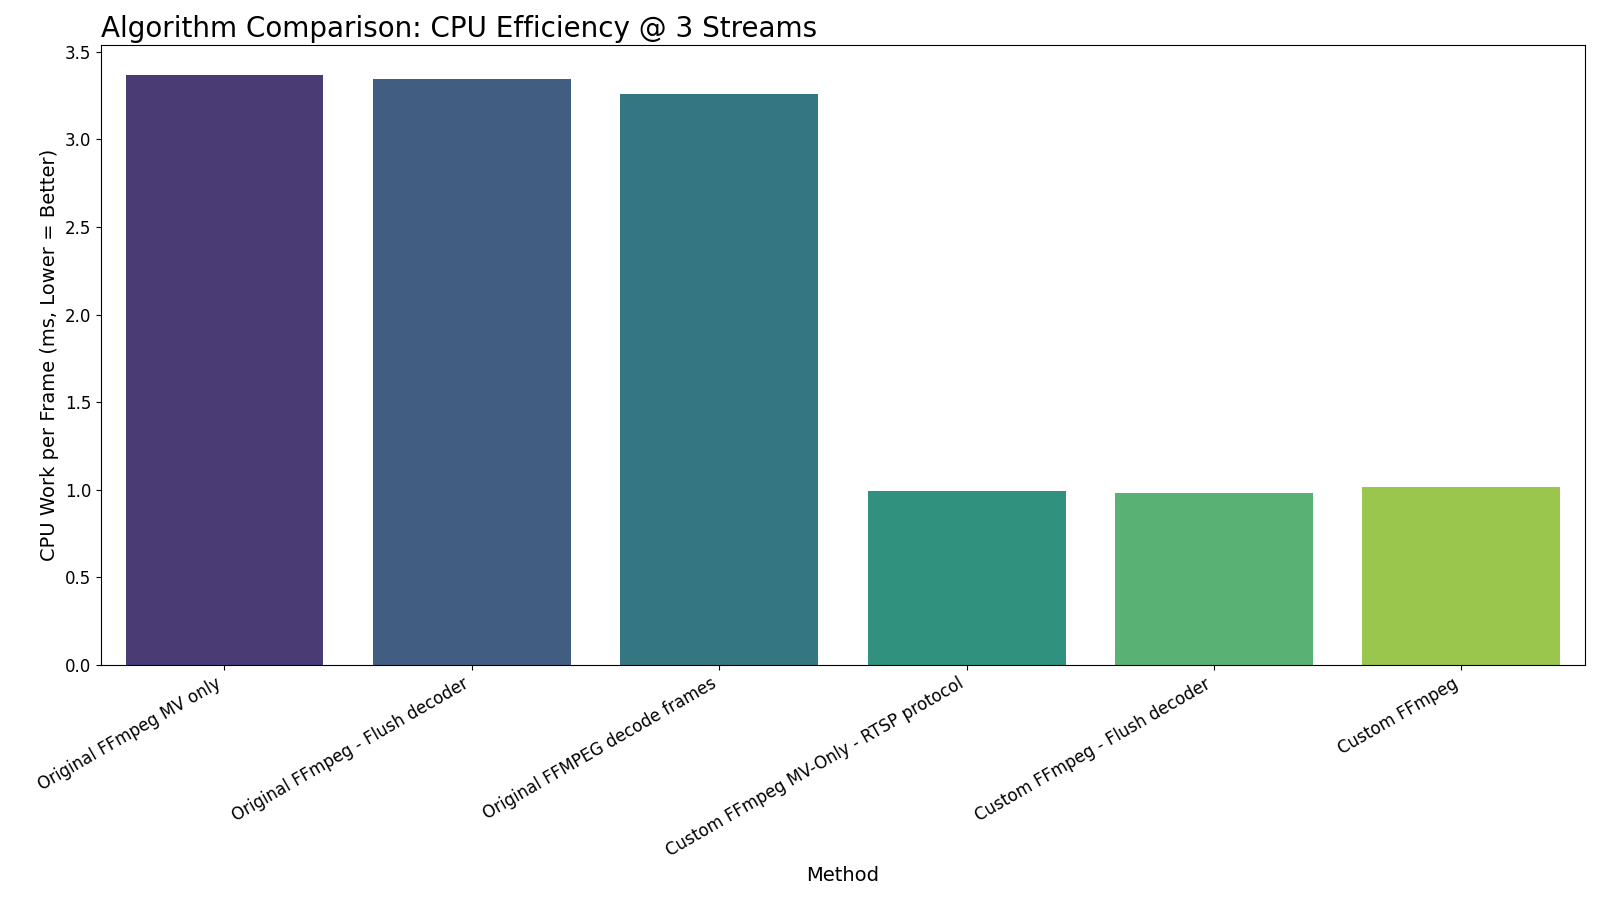 Algorithm Comparison: CPU Efficiency @ 3 Streams
CPU Work per Frame (ms, Lower = Better)
3.5
3.0
2.5
2.0
1.5
1.0
0.5
0.0
Original FFmpeg MV only
Original FFmpeg - Flush decoder
Original FFMPEG decode frames
Custom FFmpeg MV-Only - RTSP protocol
Custom FFmpeg - Flush decoder
Custom FFmpeg
Method